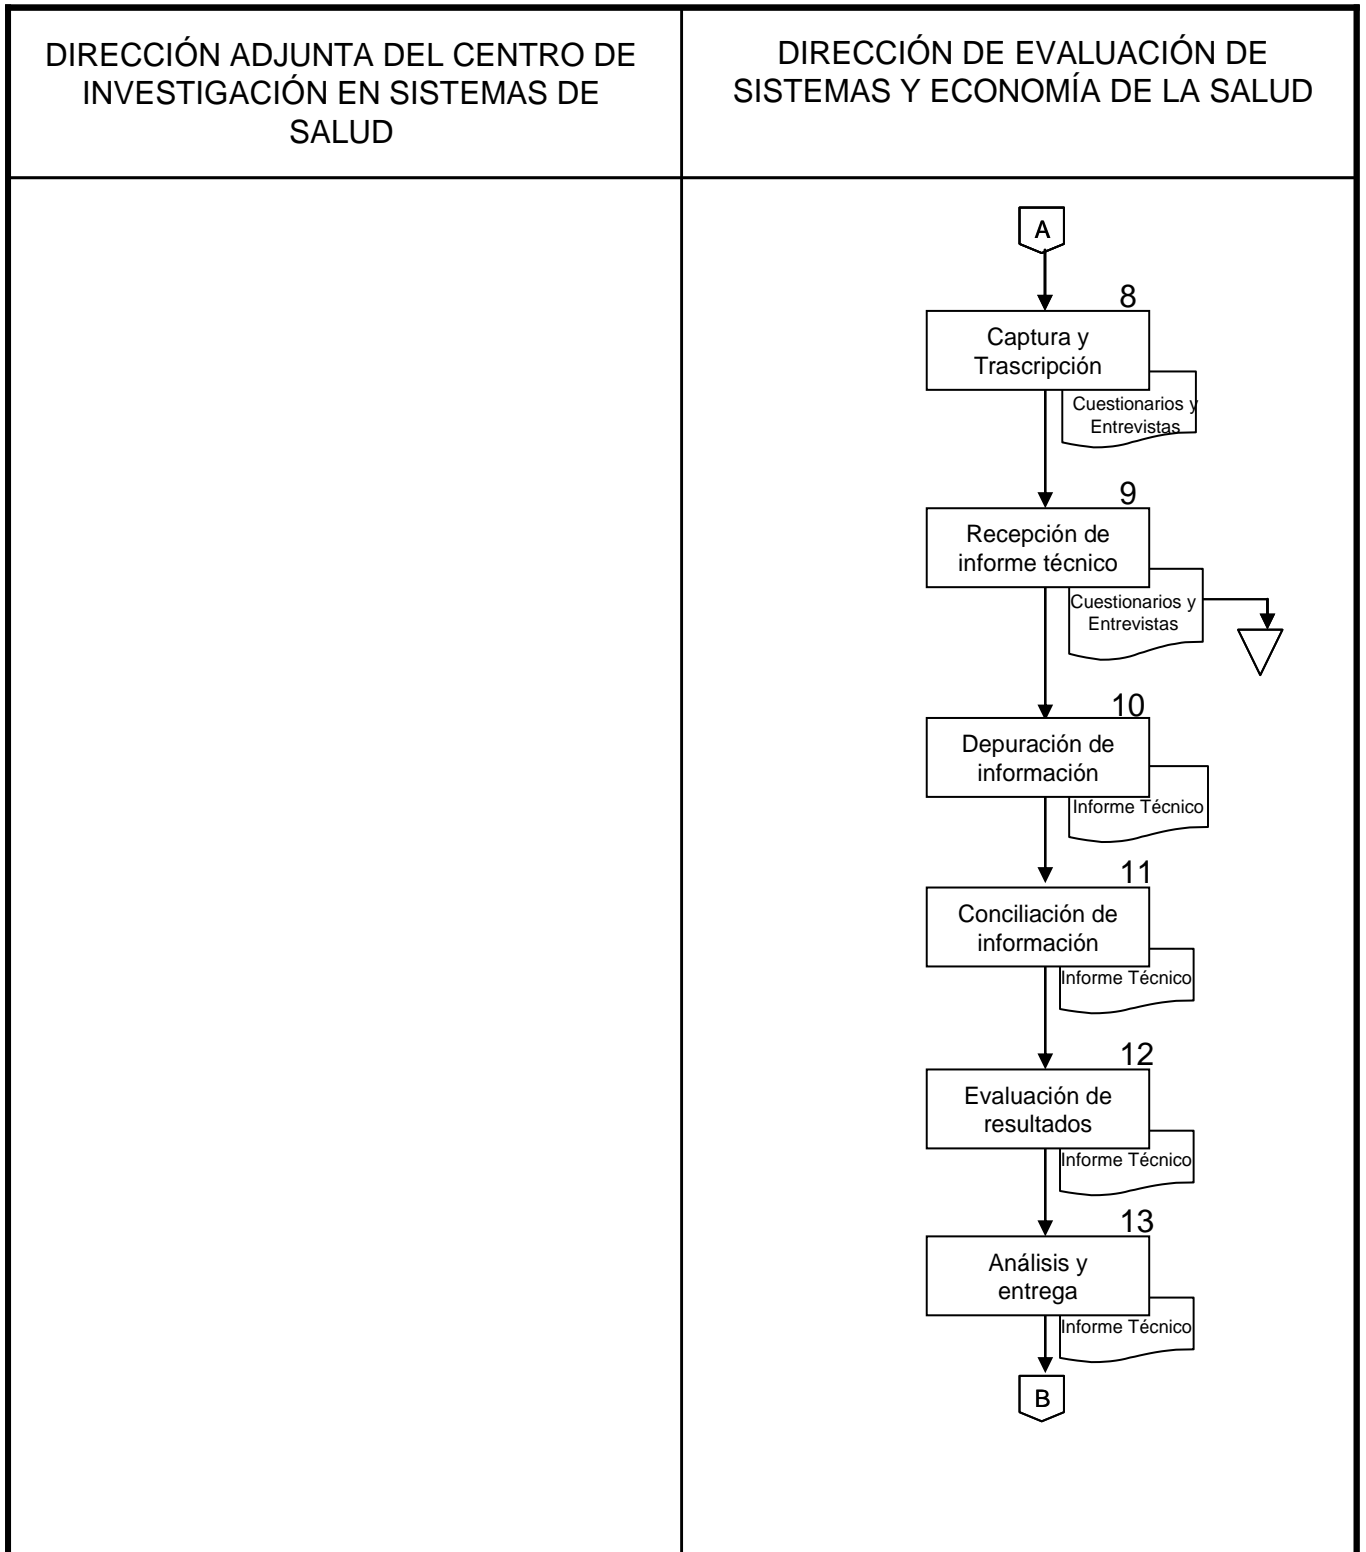 DIRECCIÓN ADJUNTA DEL CENTRO DE
INVESTIGACIÓN EN SISTEMAS DE
SALUD
DIRECCIÓN DE EVALUACIÓN DE
SISTEMAS Y ECONOMÍA DE LA SALUD
A
8
Captura y
Trascripción
Cuestionarios y
Entrevistas
9
Recepción de
informe técnico
Cuestionarios y
Entrevistas
10
Depuración de
información
Informe Técnico
11
Conciliación de
información
Informe Técnico
12
Evaluación de
resultados
Informe Técnico
13
Análisis y
entrega
Informe Técnico
B